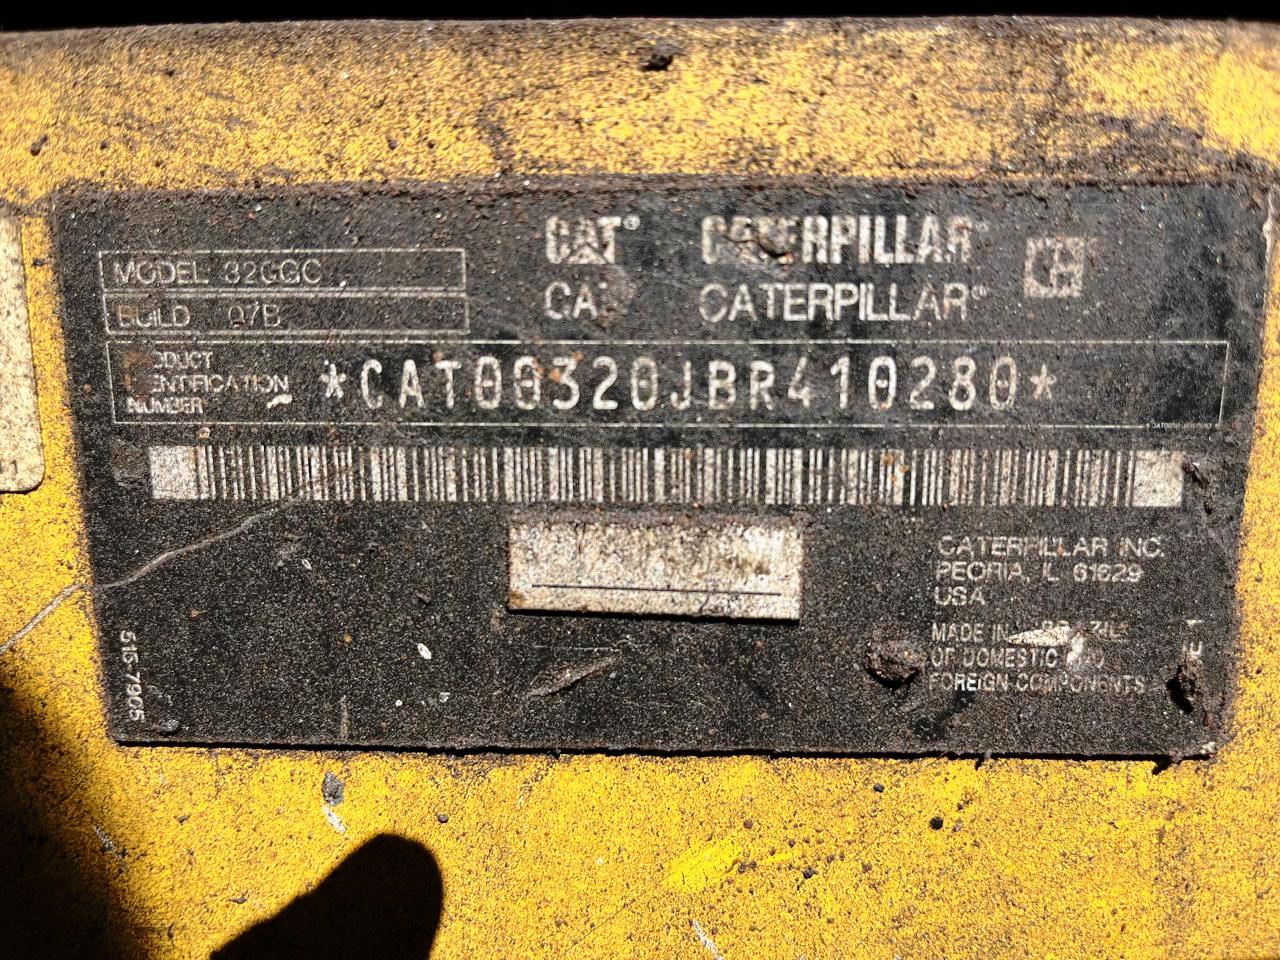 CAT® CATERPILLAR®
CAT CATERPILLAR®
MODEL 320GC
BUILD 07B
PRODUCT
IDENTIFICATION
NUMBER
*CAT00320JBR410280*
CATERPILLAR INC.
PEORIA, IL 61629
USA
MADE IN BRAZIL
OF DOMESTIC AND
FOREIGN COMPONENTS
516-7905